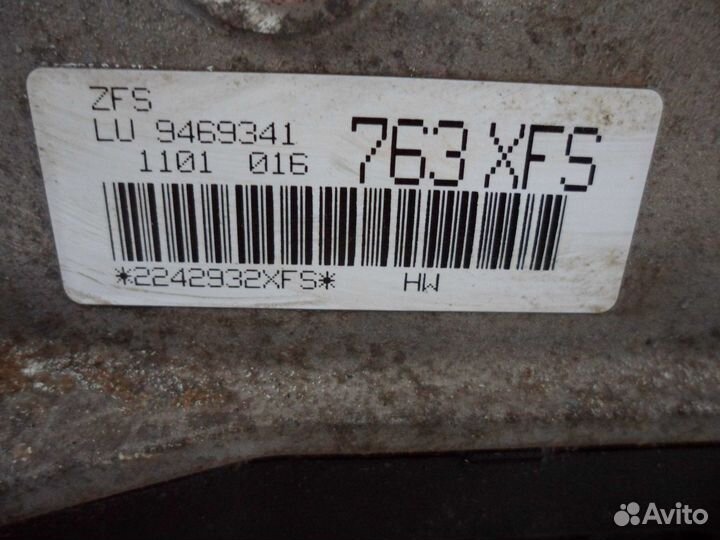 ZFS
LU 9469341
1101 016
763 XFS
*2242932XFS* HW
Avito